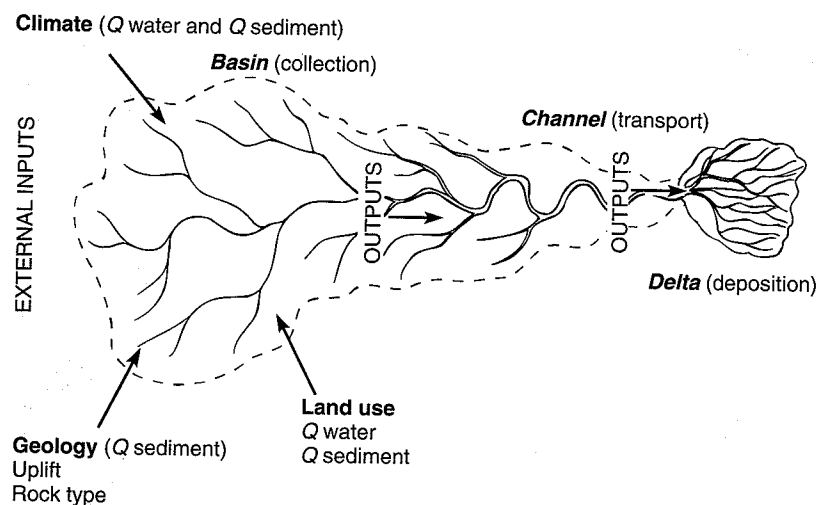 Climate (Q water and Q sediment)
Basin (collection)
Channel (transport)
EXTERNAL INPUTS
OUTPUTS
OUTPUTS
Delta (deposition)
Land use
Q water
Q sediment
Geology (Q sediment)
Uplift
Rock type